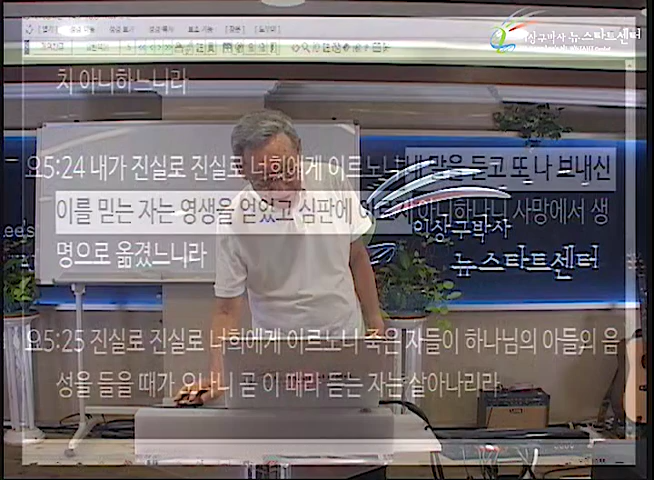 이상구박사 뉴스타트센터
치 아니하느니라
요5:24 내가 진실로 진실로 너희에게 이르노니 내 말을 듣고 또 나 보내신
이를 믿는 자는 영생을 얻었고 심판에 이르지 아니하나니 사망에서 생
명으로 옮겼느니라
이상구박사
뉴스타트센터
요5:25 진실로 진실로 너희에게 이르노니 죽은 자들이 하나님의 아들의 음
성을 들을 때가 오나니 곧 이 때라 듣는 자는 살아나리라